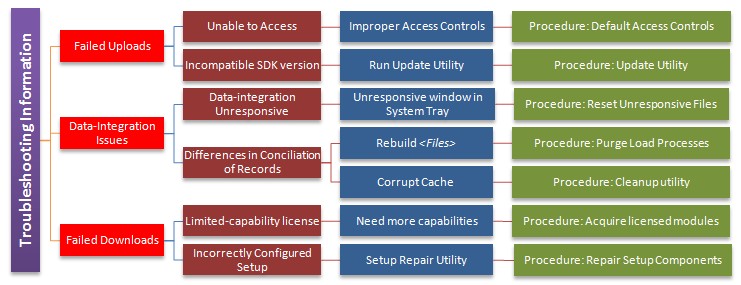 Troubleshooting Information
Failed Uploads
Unable to Access
Improper Access Controls
Procedure: Default Access Controls
Incompatible SDK version
Run Update Utility
Procedure: Update Utility
Data-Integration
Issues
Data-integration
Unresponsive
Unresponsive window in
System Tray
Procedure: Reset Unresponsive Files
Differences in Conciliation
of Records
Rebuild <Files>
Procedure: Purge Load Processes
Corrupt Cache
Procedure: Cleanup utility
Failed Downloads
Limited-capability license
Need more capabilities
Procedure: Acquire licensed modules
Incorrectly Configured
Setup
Setup Repair Utility
Procedure: Repair Setup Components